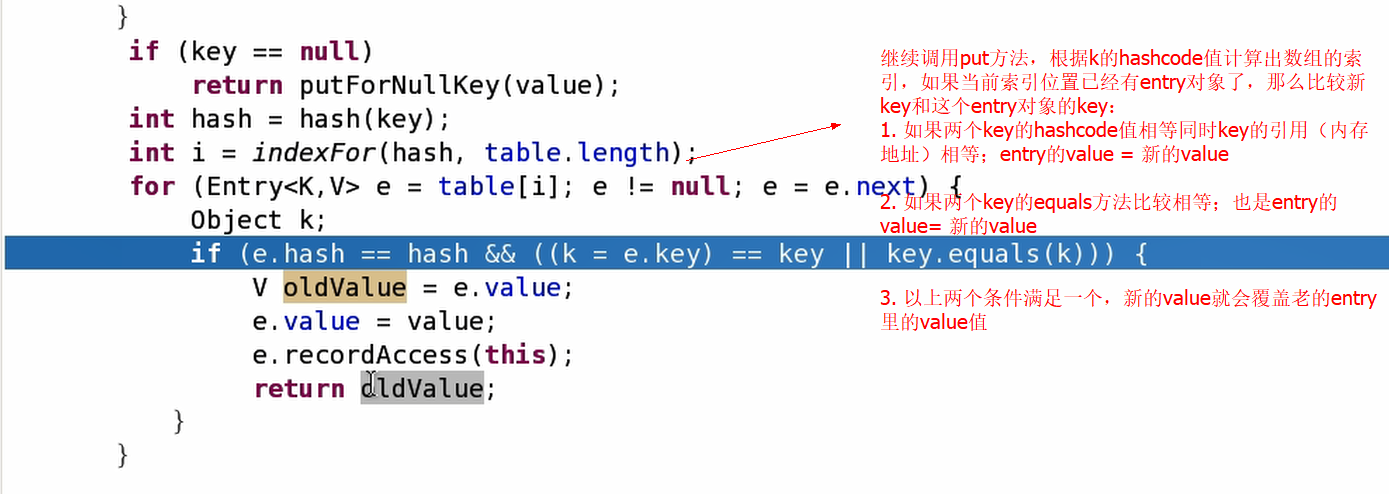 }
if (key == null)
return putForNullKey(value);
int hash = hash(key);
int i = indexFor(hash, table.length);
for (Entry<K,V> e = table[i]; e != null; e = e.next) {
Object k;
if (e.hash == hash && ((k = e.key) == key || key.equals(k))) {
V oldValue = e.value;
e.value = value;
e.recordAccess(this);
return oldValue;
}
}
继续调用put方法，根据k的hashcode值计算出数组的索
引，如果当前索引位置已经有entry对象了，那么比较新
key和这个entry对象的key：
1. 如果两个key的hashcode值相等同时key的引用（内存
地址）相等；entry的value = 新的value
2. 如果两个key的equals方法比较相等；也是entry的
value= 新的value
3. 以上两个条件满足一个，新的value就会覆盖老的entry
里的value值